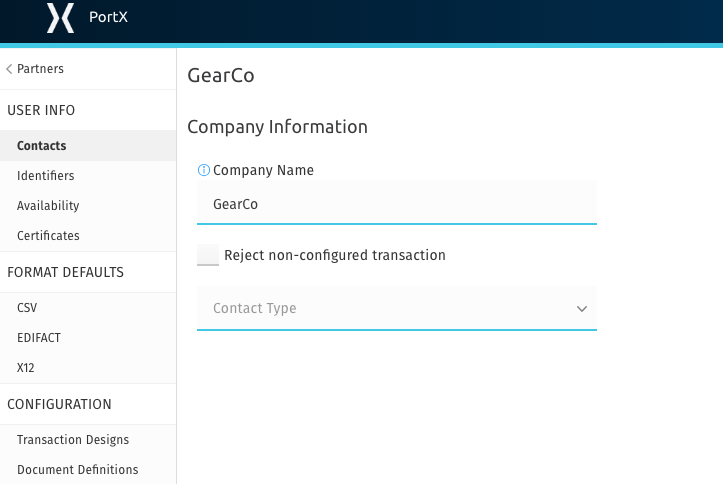 PortX
Partners
USER INFO
Contacts
Identifiers
Availability
Certificates
FORMAT DEFAULTS
CSV
EDIFACT
X12
CONFIGURATION
Transaction Designs
Document Definitions
GearCo
Company Information
Company Name
GearCo
Reject non-configured transaction
Contact Type